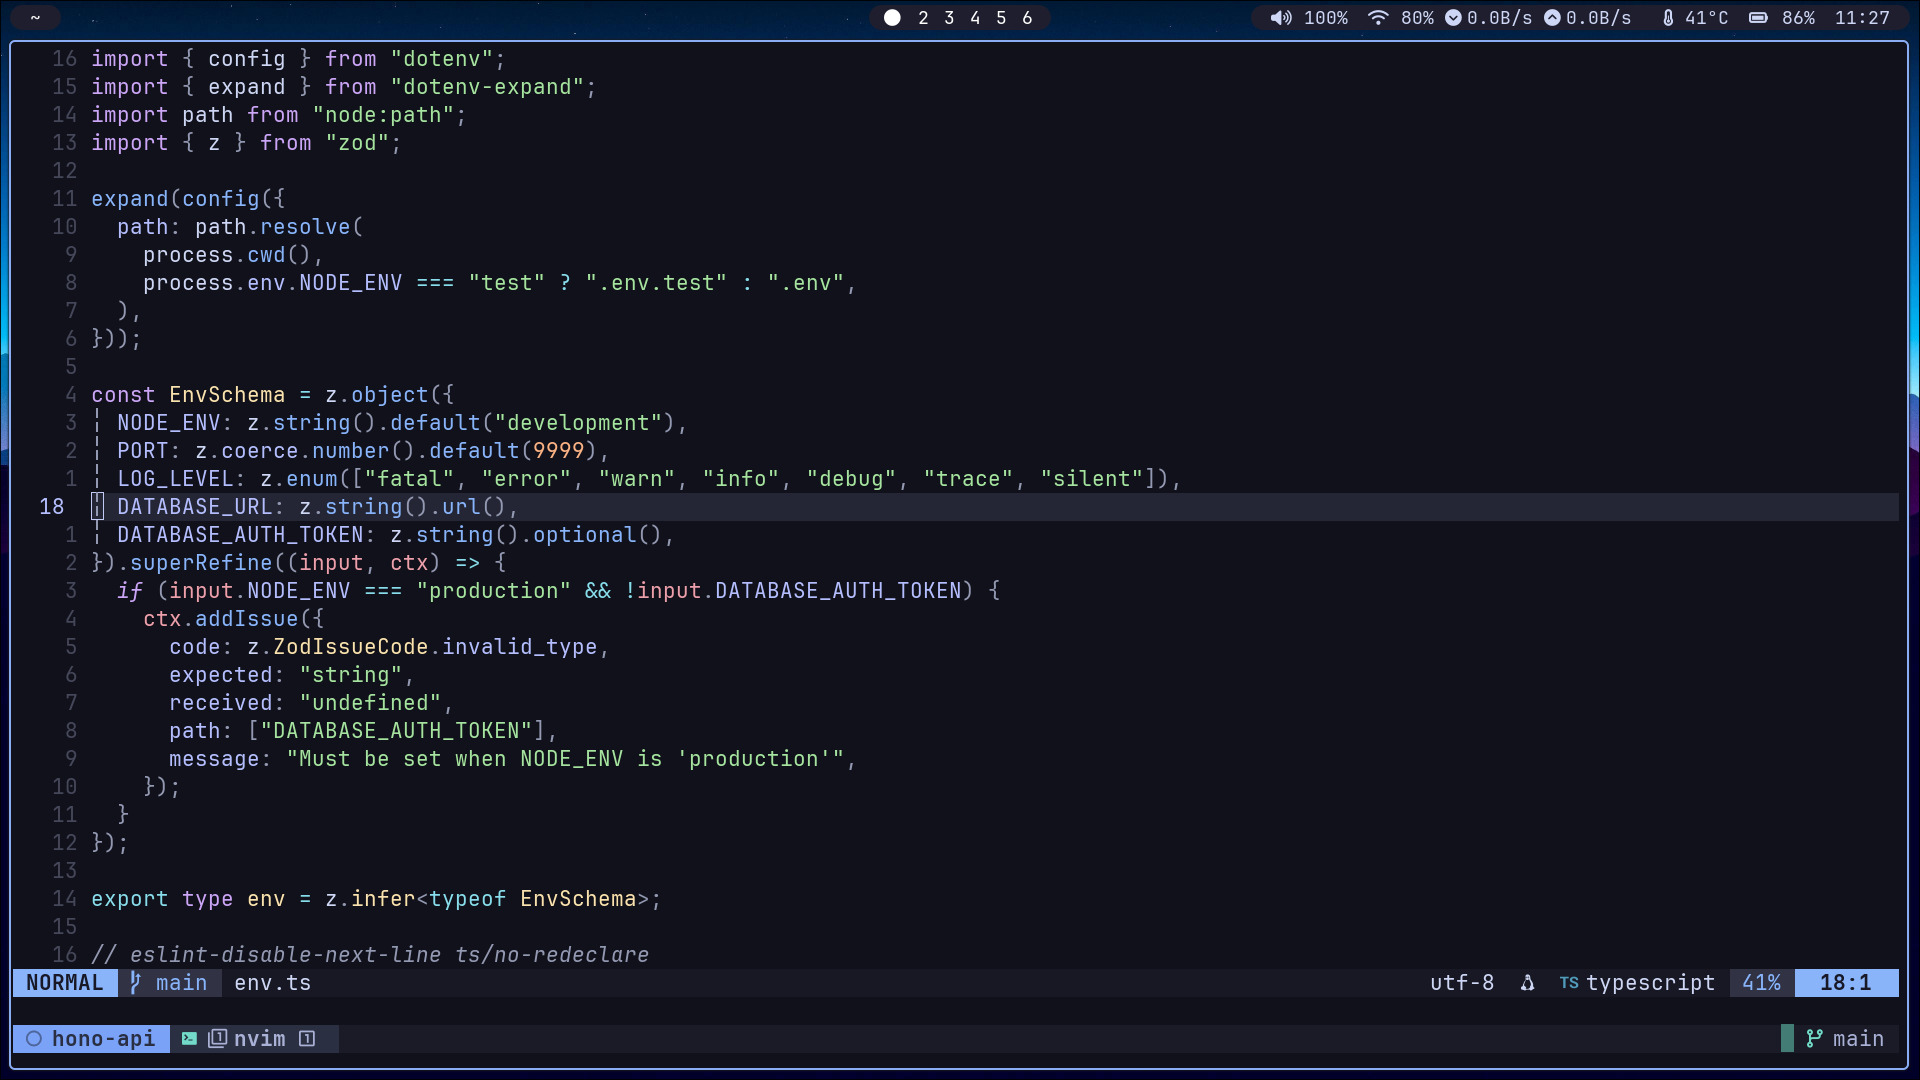 ~ 2 3 4 5 6 100% 80% 0.0B/s 0.0B/s 41°C 86% 11:27
16 import { config } from "dotenv";
15 import { expand } from "dotenv-expand";
14 import path from "node:path";
13 import { z } from "zod";
12
11 expand(config({
10   path: path.resolve(
9     process.cwd(),
8     process.env.NODE_ENV === "test" ? ".env.test" : ".env",
7   ),
6 }));
5
4 const EnvSchema = z.object({
3   NODE_ENV: z.string().default("development"),
2   PORT: z.coerce.number().default(9999),
1   LOG_LEVEL: z.enum(["fatal", "error", "warn", "info", "debug", "trace", "silent"]),
18   DATABASE_URL: z.string().url(),
1   DATABASE_AUTH_TOKEN: z.string().optional(),
2 }).superRefine((input, ctx) => {
3   if (input.NODE_ENV === "production" && !input.DATABASE_AUTH_TOKEN) {
4     ctx.addIssue({
5       code: z.ZodIssueCode.invalid_type,
6       expected: "string",
7       received: "undefined",
8       path: ["DATABASE_AUTH_TOKEN"],
9       message: "Must be set when NODE_ENV is 'production'",
10     });
11   }
12 });
13
14 export type env = z.infer<typeof EnvSchema>;
15
16 // eslint-disable-next-line ts/no-redeclare
NORMAL main env.ts utf-8 TS typescript 41% 18:1
hono-api 1 nvim 1 main